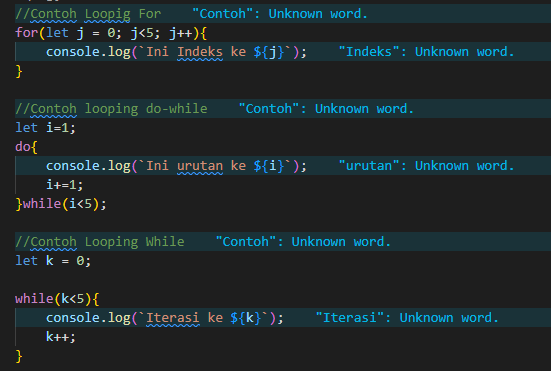 //Contoh Loopig For    "Contoh": Unknown word.
for(let j = 0; j<5; j++){
    console.log(`Ini Indeks ke ${j}`);    "Indeks": Unknown word.
}
//Contoh looping do-while    "Contoh": Unknown word.
let i=1;
do{
    console.log(`Ini urutan ke ${i}`);    "urutan": Unknown word.
    i+=1;
}while(i<5);
//Contoh Looping While    "Contoh": Unknown word.
let k = 0;
while(k<5){
    console.log(`Iterasi ke ${k}`);    "Iterasi": Unknown word.
    k++;
}